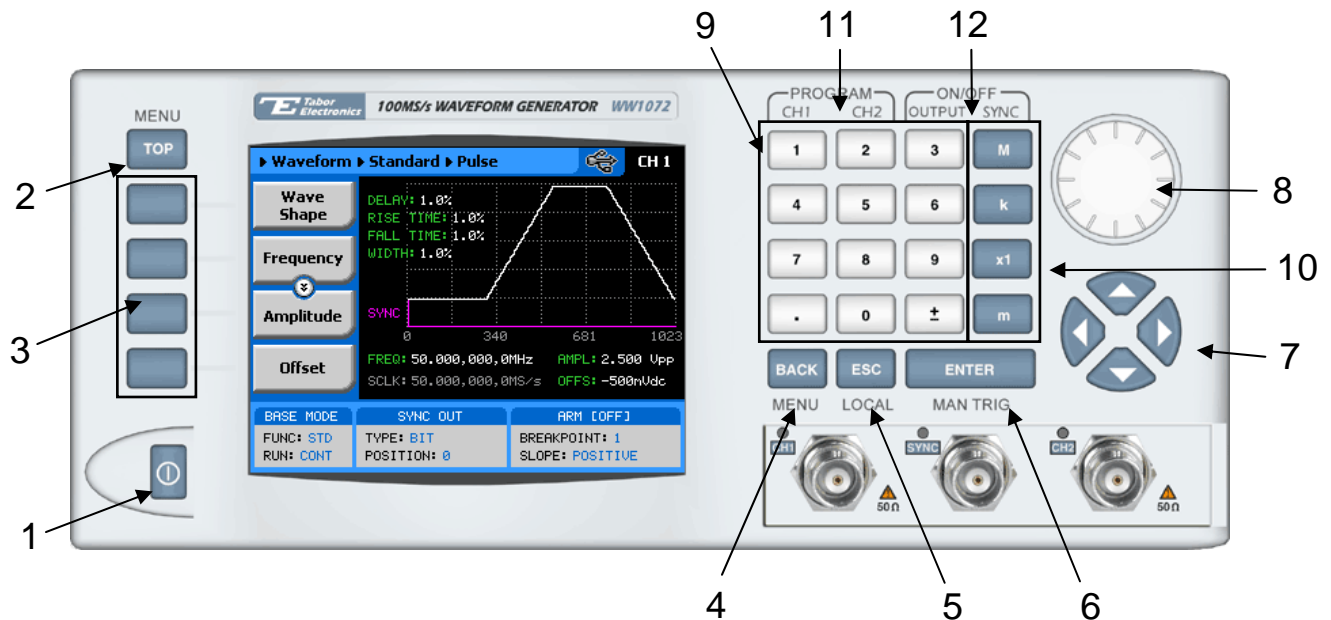 9
11
12
PROGRAM
ON/OFF
CH1 CH2 OUTPUT SYNC
MENU
TOP
2
3
1
Tabor Electronics 100MS/s WAVEFORM GENERATOR WW1072
Waveform Standard Pulse CH 1
Wave Shape
Frequency
Amplitude
Offset
DELAY: 1.0%
RISE TIME: 1.0%
FALL TIME: 1.0%
WIDTH: 1.0%
SYNC
0 340 681 1023
FREQ: 50.000,000,0MHz AMPL: 2.500 Vpp
SCLK: 50.000,000,0MS/s OFFS: -500mVdc
BASE MODE SYNC OUT ARM [OFF]
FUNC: STD TYPE: BIT BREAKPOINT: 1
RUN: CONT POSITION: 0 SLOPE: POSITIVE
1 2 3 M
4 5 6 k
7 8 9 x1
. 0 ± m
BACK ESC ENTER
MENU LOCAL MAN TRIG
8
10
7
CH1 SYNC CH2
50Ω 50Ω
4 5 6